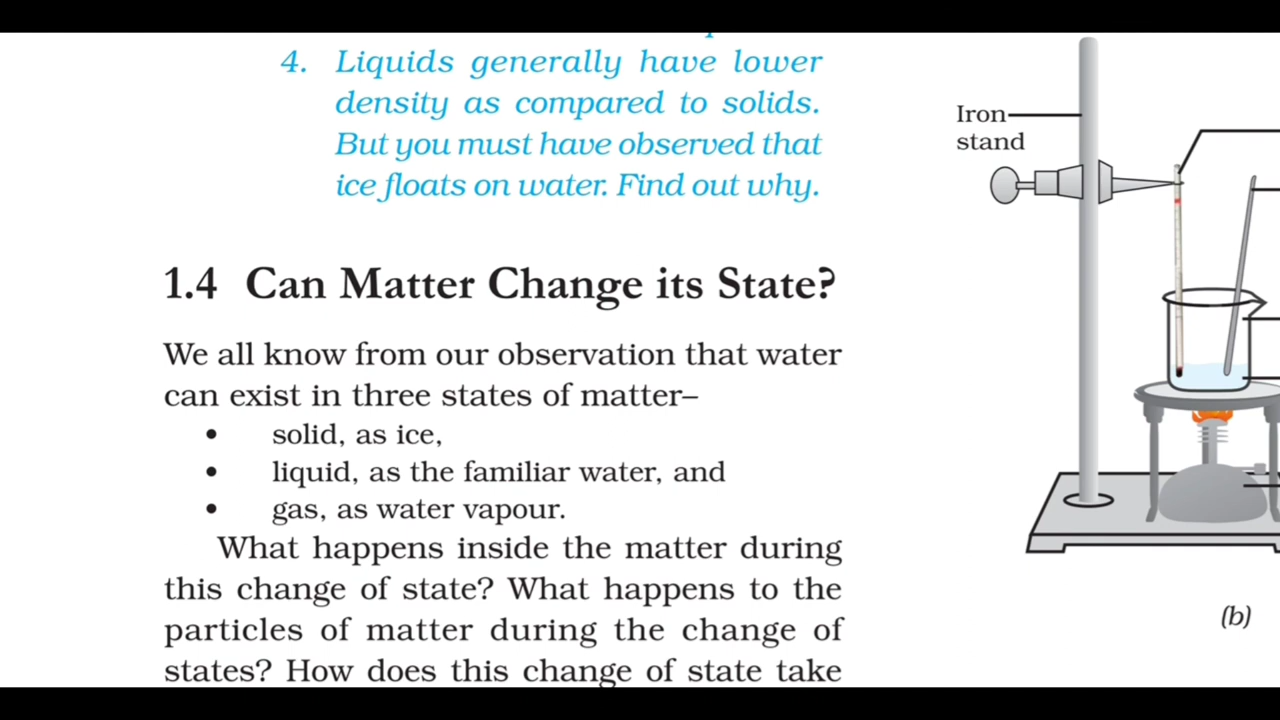 4. Liquids generally have lower
density as compared to solids.
But you must have observed that
ice floats on water. Find out why.
1.4 Can Matter Change its State?
We all know from our observation that water
can exist in three states of matter–
• solid, as ice,
• liquid, as the familiar water, and
• gas, as water vapour.
What happens inside the matter during
this change of state? What happens to the
particles of matter during the change of
states? How does this change of state take
Iron
stand
(b)